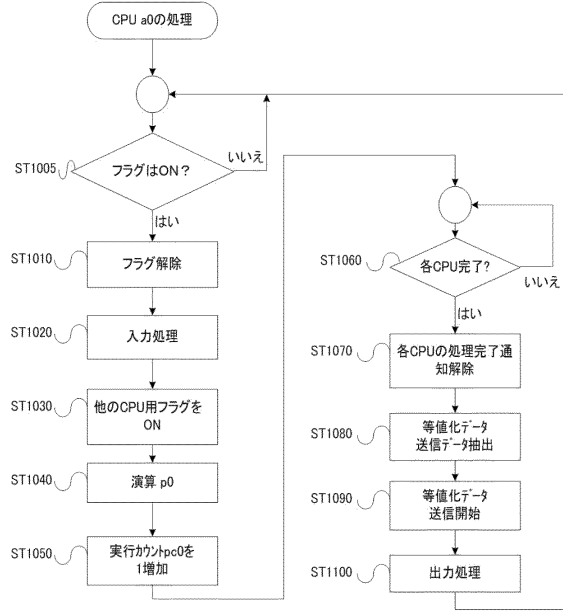 CPU a0の処理
ST1005
フラグはON？
いいえ
はい
ST1010
フラグ解除
ST1020
入力処理
ST1030
他のCPU用フラグを
ON
ST1040
演算 p0
ST1050
実行カウントpc0を
1増加
ST1060
各CPU完了?
いいえ
はい
ST1070
各CPUの処理完了通
知解除
ST1080
等値化データ
送信データ抽出
ST1090
等値化データ
送信開始
ST1100
出力処理